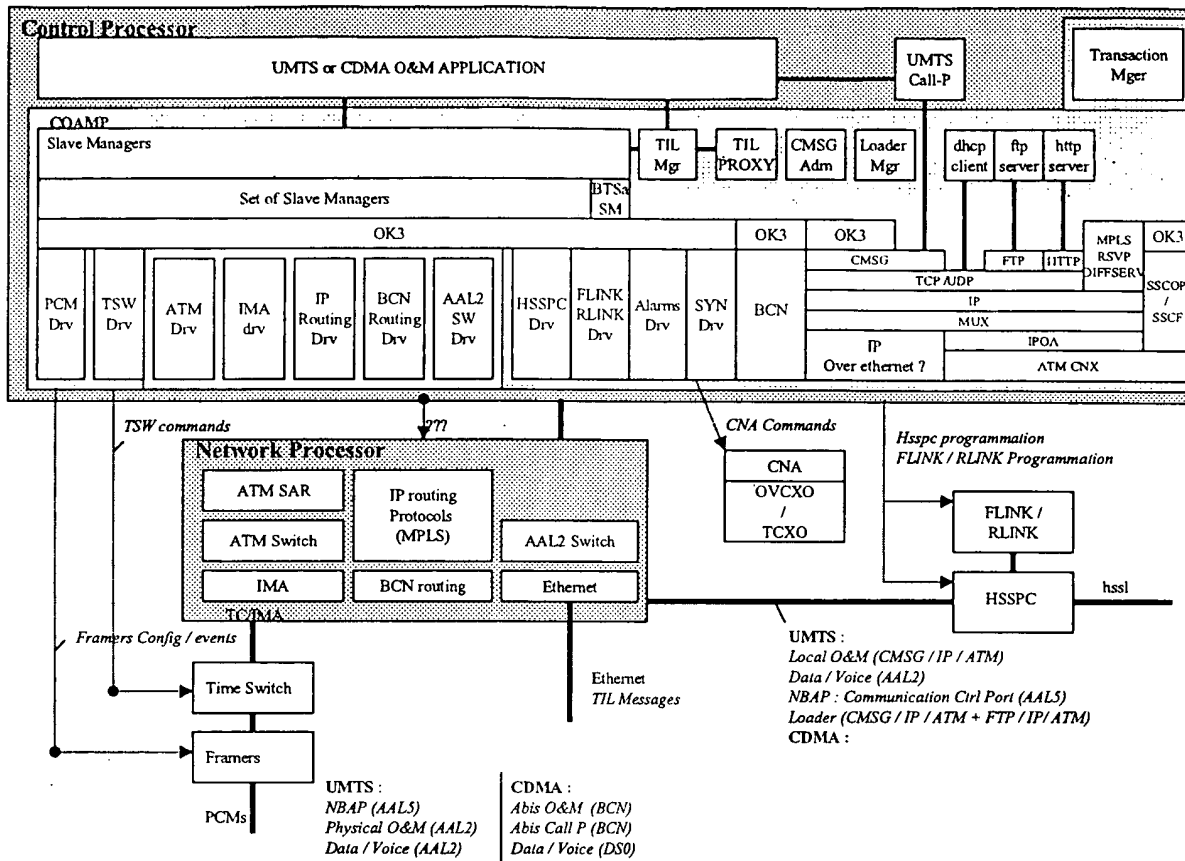 Control Processor
UMTS or CDMA O&M APPLICATION
UMTS
Call-P
Transaction
Mger
COAMP
Slave Managers
TIL
Mgr
TIL
PROXY
CMSG
Adm
Loader
Mgr
dhcp
client
ftp
server
http
server
Set of Slave Managers
BTSa
SM
OK3
OK3
OK3
MPLS
RSVP
DIFFSERV
OK3
CMSG
FTP
HTTP
TCP /UDP
PCM
Drv
TSW
Drv
ATM
Drv
IMA
drv
IP
Routing
Drv
BCN
Routing
Drv
AAL2
SW
Drv
HSSPC
Drv
FLINK
RLINK
Drv
Alarms
Drv
SYN
Drv
BCN
SSCOP
/
SSCF
IP
MUX
IP
Over ethernet ?
IPOA
ATM CNX
TSW commands
???
CNA Commands
Hsspc programmation
FLINK / RLINK Programmation
Network Processor
ATM SAR
IP routing
Protocols
(MPLS)
ATM Switch
AAL2 Switch
IMA
BCN routing
Ethernet
TC/IMA
CNA
OVCXO
/
TCXO
FLINK /
RLINK
HSSPC
hssl
Framers Config / events
Time Switch
Framers
PCMs
Ethernet
TIL Messages
UMTS :
Local O&M (CMSG / IP / ATM)
Data / Voice (AAL2)
NBAP : Communication Ctrl Port (AAL5)
Loader (CMSG / IP / ATM + FTP / IP/ ATM)
CDMA :
UMTS :
NBAP (AAL5)
Physical O&M (AAL2)
Data / Voice (AAL2)
CDMA :
Abis O&M (BCN)
Abis Call P (BCN)
Data / Voice (DS0)